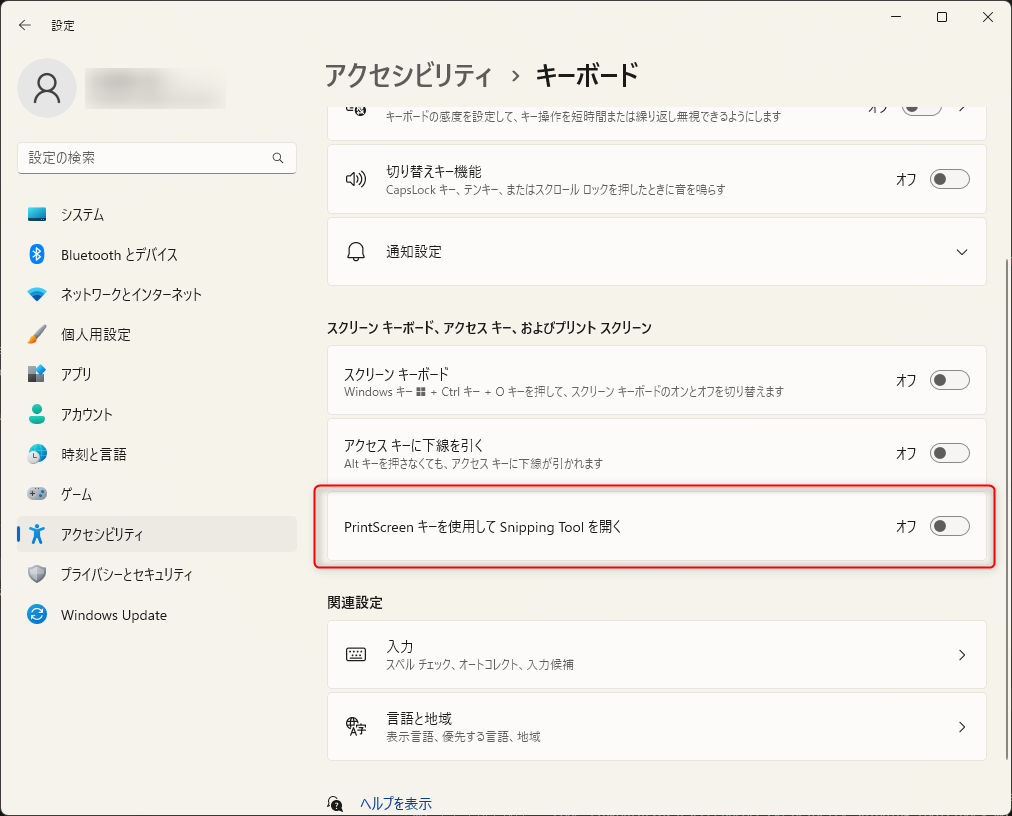 設定
設定の検索
システム
Bluetooth とデバイス
ネットワークとインターネット
個人用設定
アプリ
アカウント
時刻と言語
ゲーム
アクセシビリティ
プライバシーとセキュリティ
Windows Update
アクセシビリティ › キーボード
キーボードの感度を設定して、キー操作を短時間または繰り返し無視できるようにします
オフ
切り替えキー機能
CapsLock キー、テンキー、またはスクロール ロックを押したときに音を鳴らす
オフ
通知設定
スクリーン キーボード、アクセス キー、およびプリント スクリーン
スクリーン キーボード
Windows キー + Ctrl キー + O キーを押して、スクリーン キーボードのオンとオフを切り替えます
オフ
アクセス キーに下線を引く
Alt キーを押さなくても、アクセス キーに下線が引かれます
オフ
PrintScreen キーを使用して Snipping Tool を開く
オフ
関連設定
入力
スペル チェック、オートコレクト、入力候補
言語と地域
表示言語、優先する言語、地域
ヘルプを表示